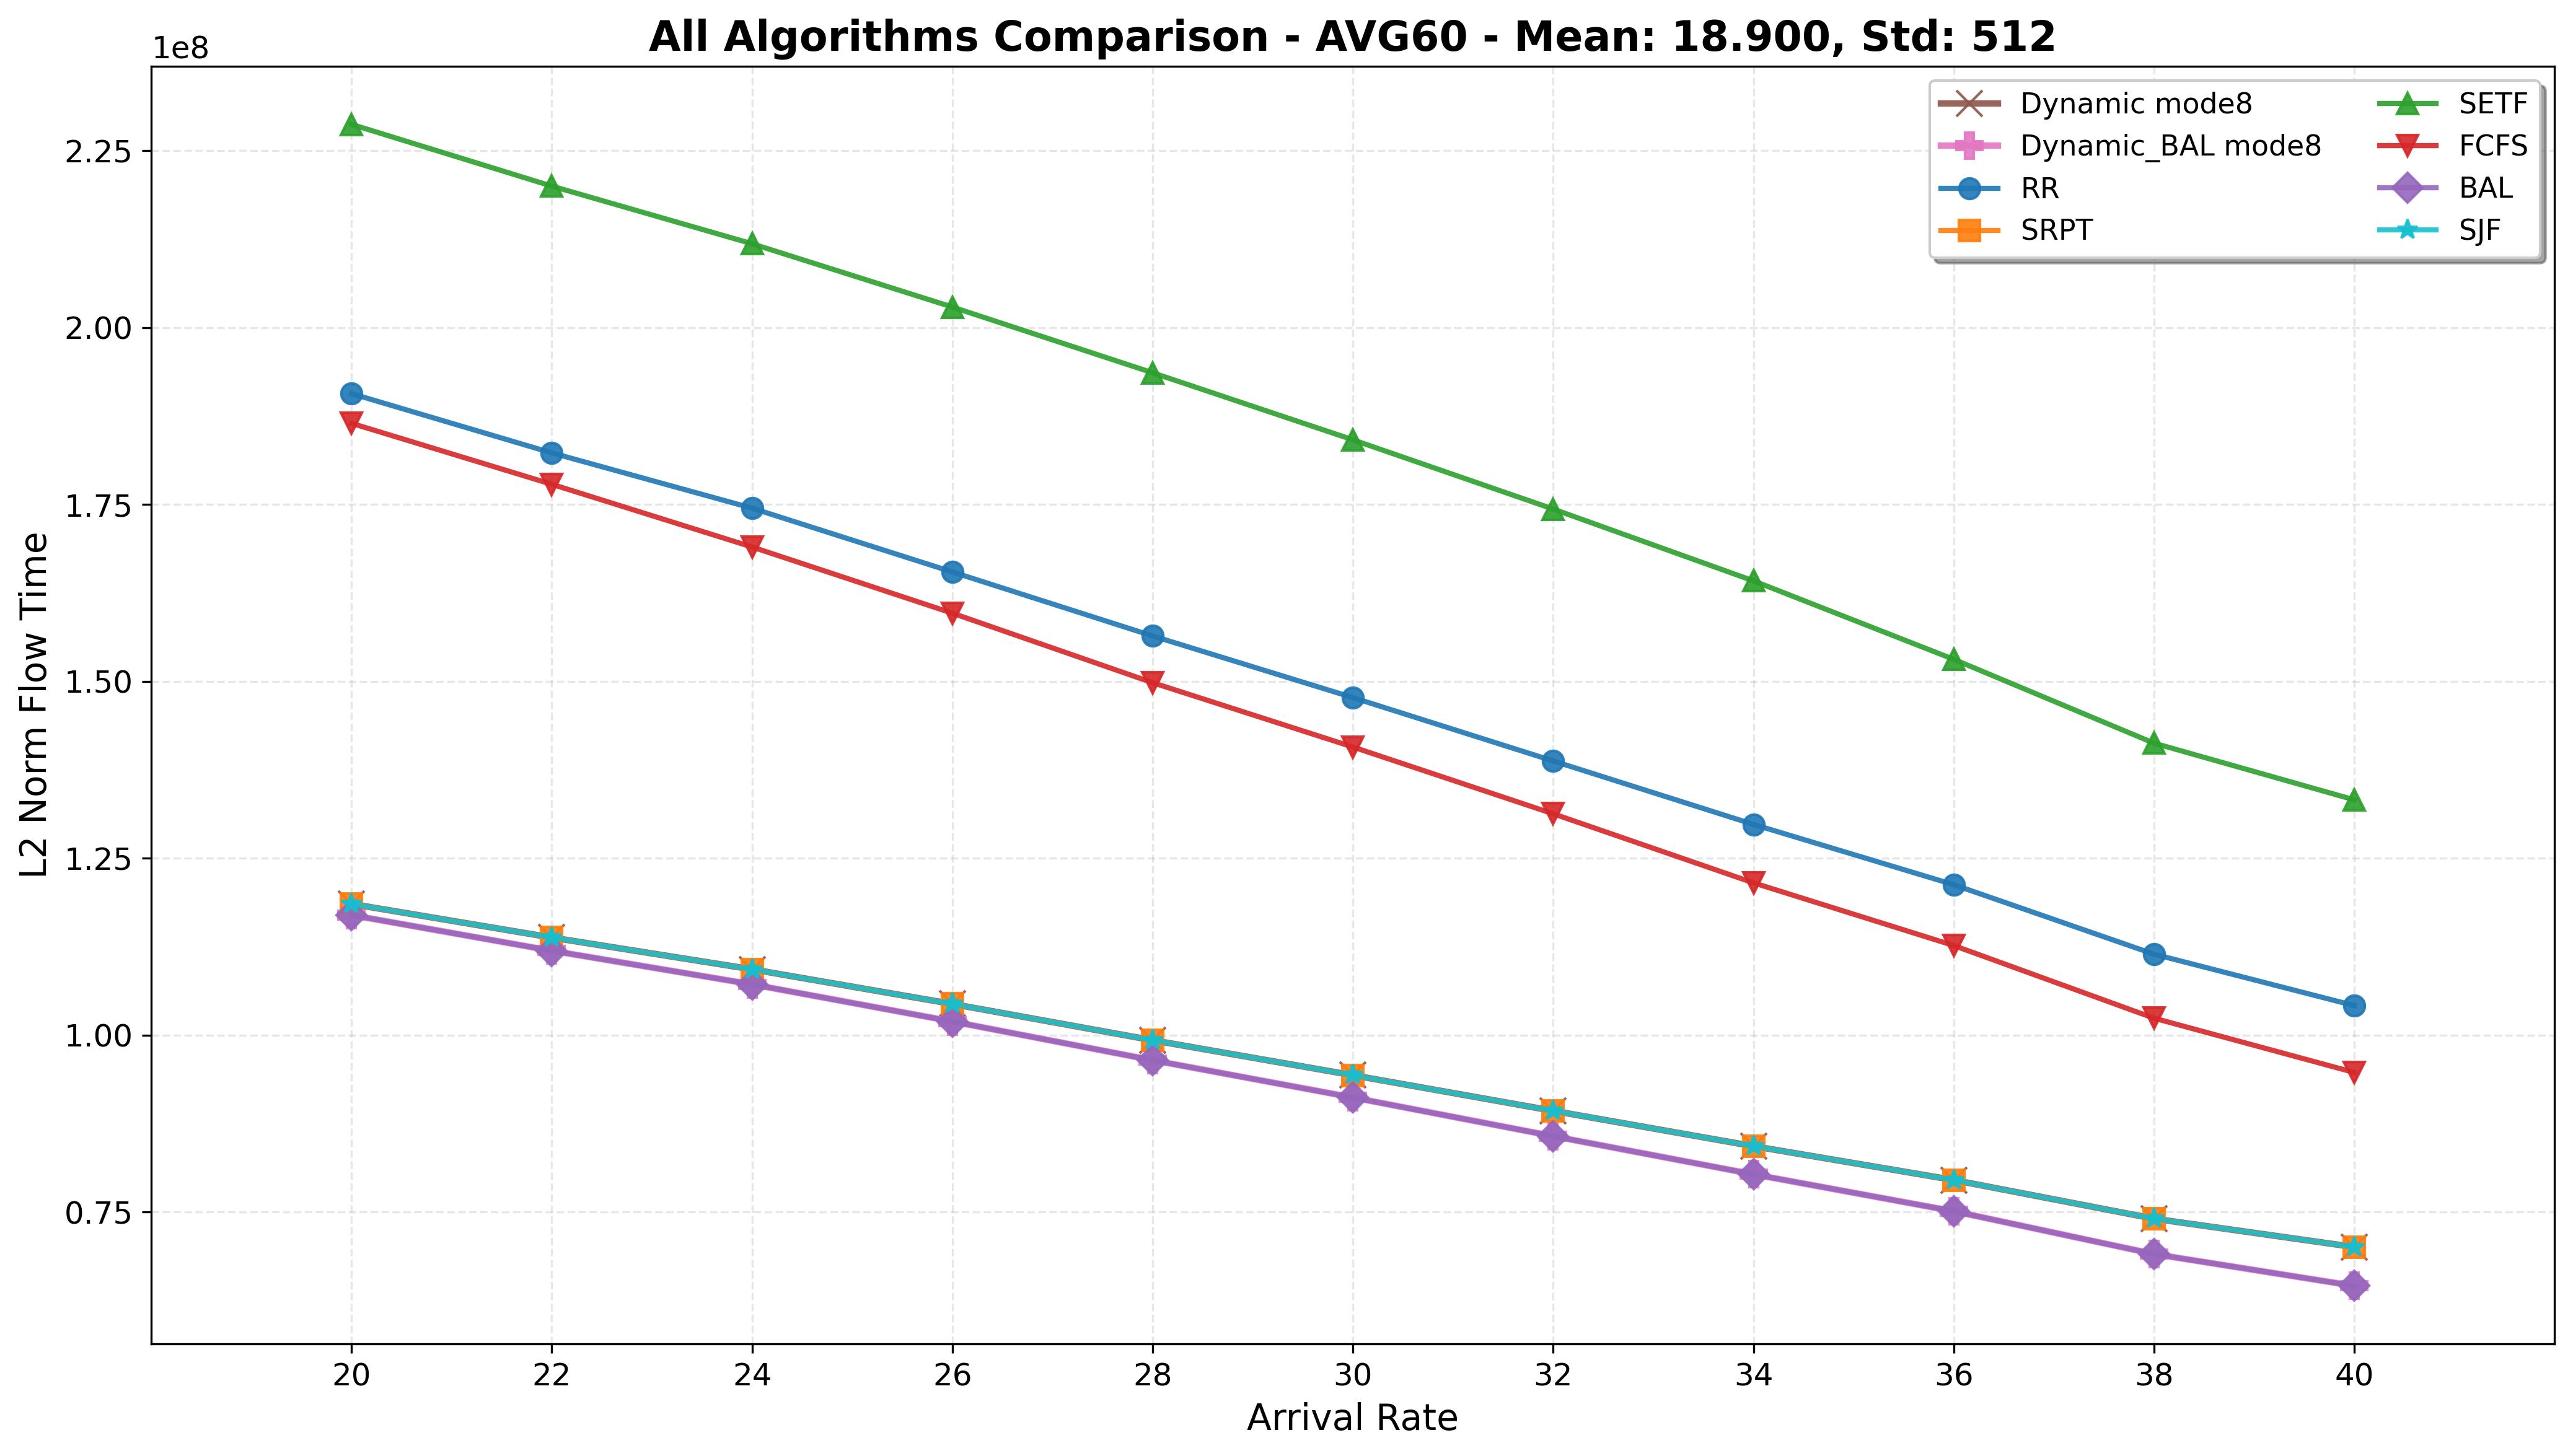 All Algorithms Comparison - AVG60 - Mean: 18.900, Std: 512
1e8
Dynamic mode8
Dynamic_BAL mode8
RR
SRPT
SETF
FCFS
BAL
SJF
L2 Norm Flow Time
2.25
2.00
1.75
1.50
1.25
1.00
0.75
20 22 24 26 28 30 32 34 36 38 40
Arrival Rate